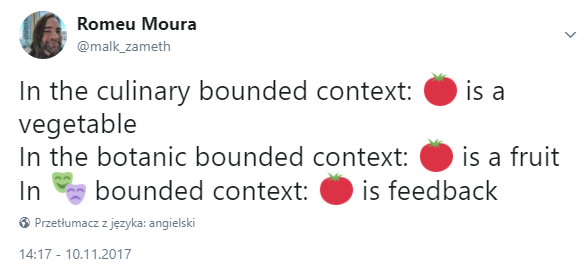 Romeu Moura
@malk_zameth
In the culinary bounded context: 🍅 is a
vegetable
In the botanic bounded context: 🍅 is a fruit
In 🎭 bounded context: 🍅 is feedback
Przetłumacz z języka: angielski
14:17 - 10.11.2017